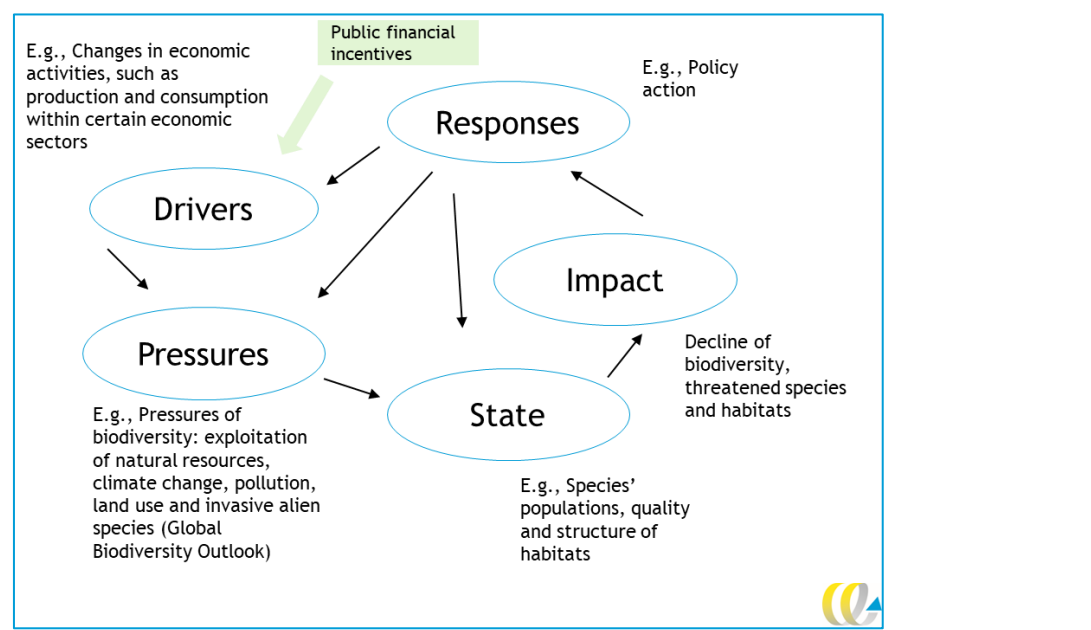 Public financial
incentives
E.g., Changes in economic
activities, such as
production and consumption
within certain economic
sectors
E.g., Policy
action
Responses
Drivers
Impact
Pressures
Decline of
biodiversity,
threatened species
and habitats
State
E.g., Pressures of
biodiversity: exploitation
of natural resources,
climate change, pollution,
land use and invasive alien
species (Global
Biodiversity Outlook)
E.g., Species’
populations, quality
and structure of
habitats